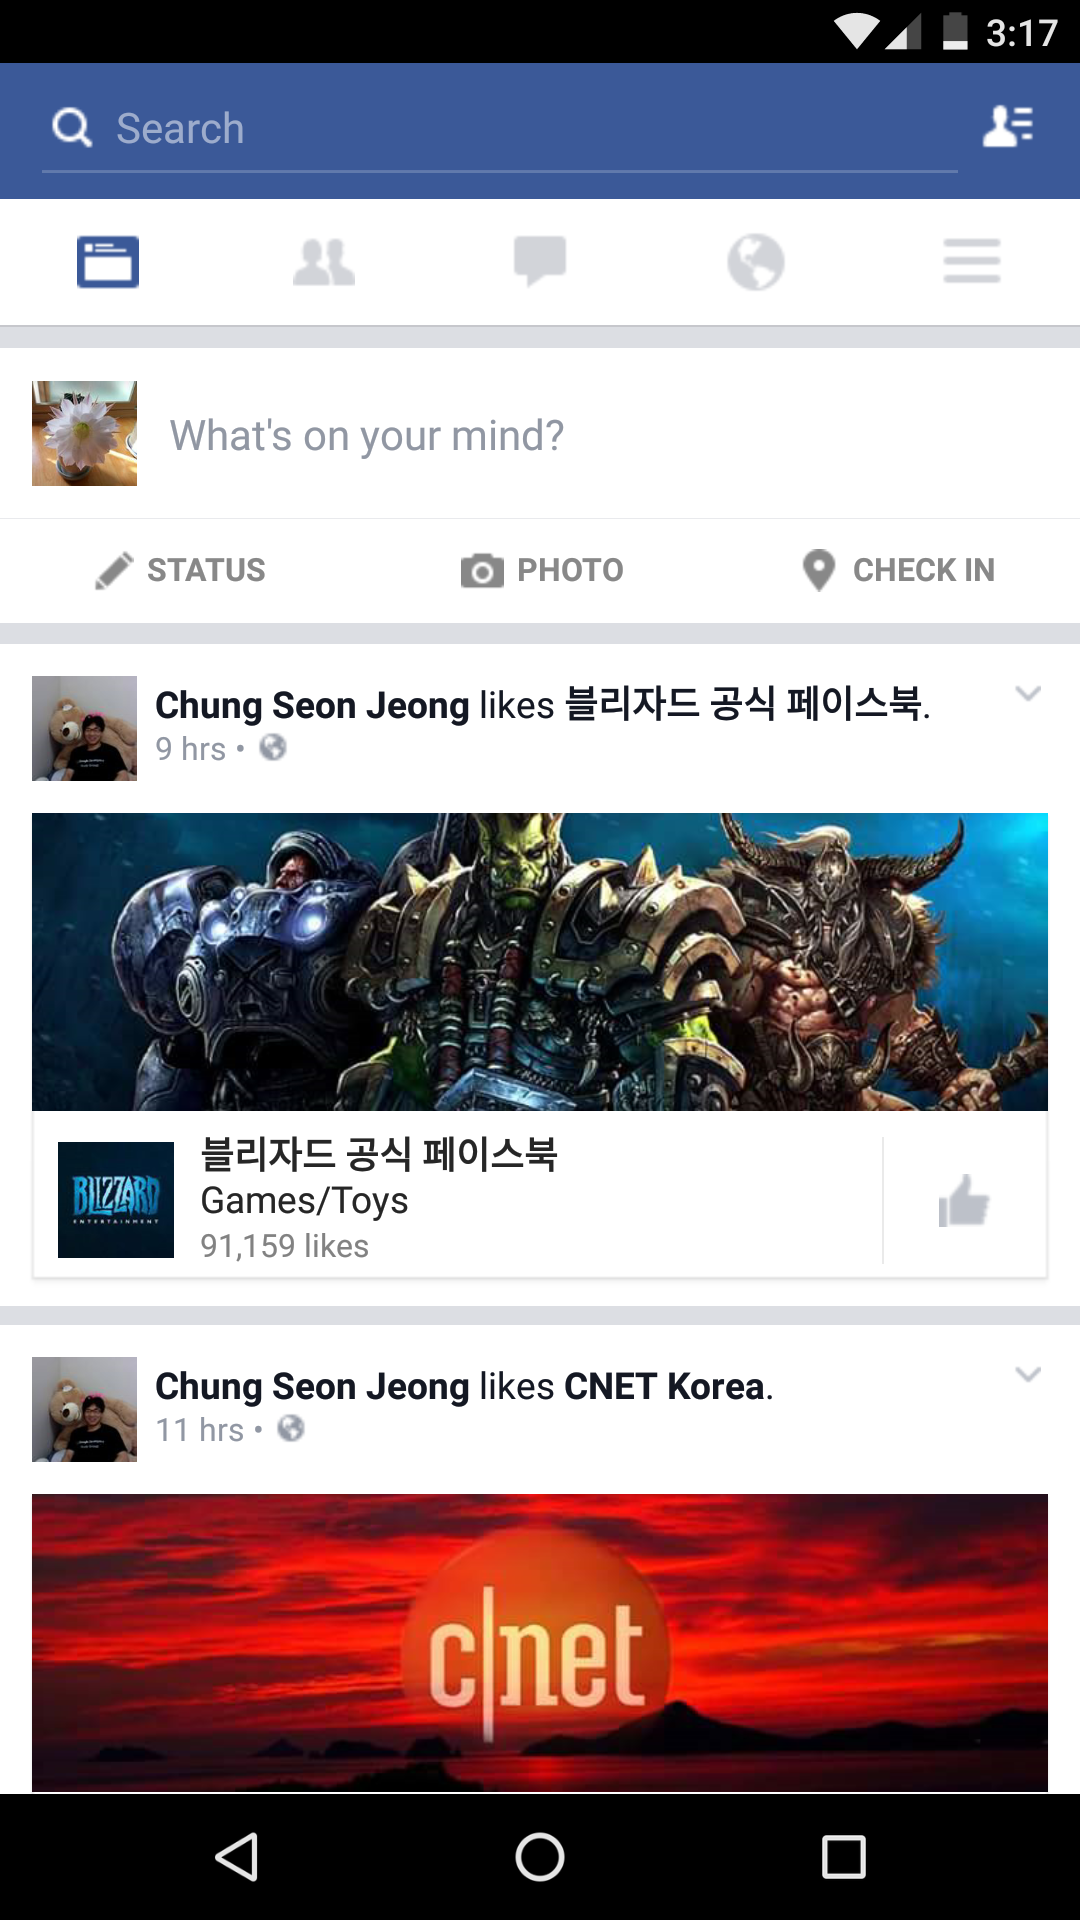 3:17
Search
What's on your mind?
STATUS PHOTO CHECK IN
Chung Seon Jeong likes 블리자드 공식 페이스북.
9 hrs •
블리자드 공식 페이스북
BLIZZARD
ENTERTAINMENT
Games/Toys
91,159 likes
Chung Seon Jeong likes CNET Korea.
11 hrs •
c|net